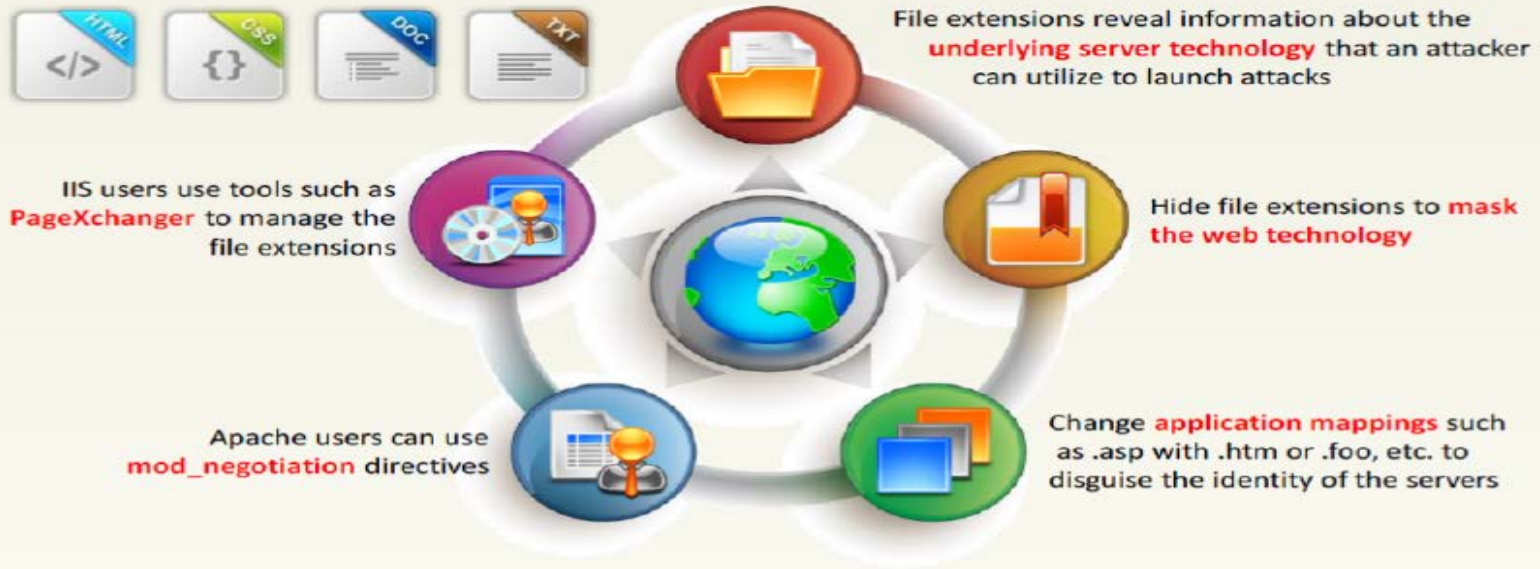 HTML
</>
CSS
{}
DOC
TXT
File extensions reveal information about the
underlying server technology that an attacker
can utilize to launch attacks
IIS users use tools such as
PageXchanger to manage the
file extensions
Hide file extensions to mask
the web technology
Apache users can use
mod_negotiation directives
Change application mappings such
as .asp with .htm or .foo, etc. to
disguise the identity of the servers